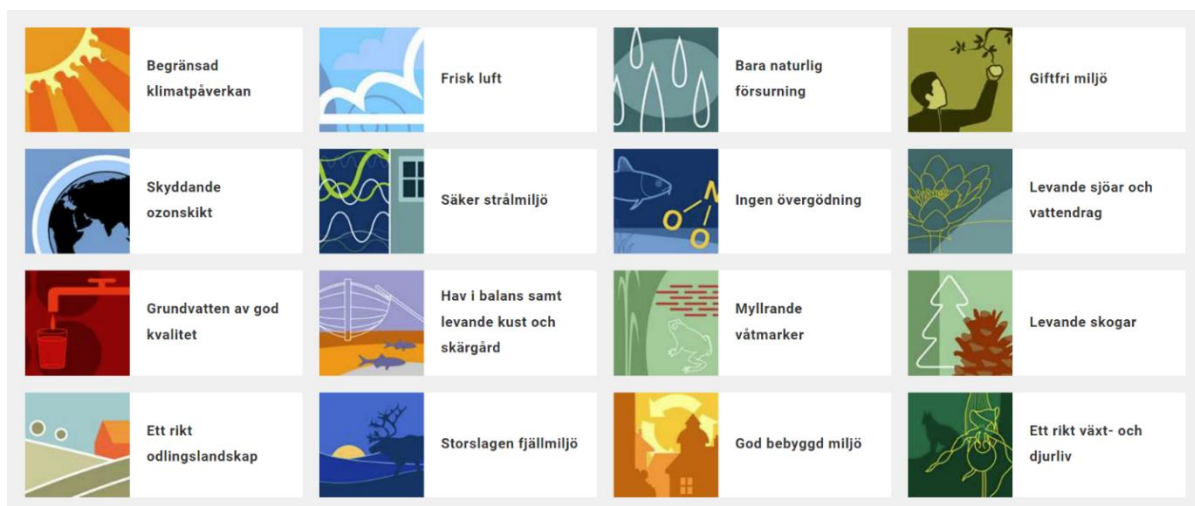 Begränsad
klimatpåverkan
Frisk luft
Bara naturlig
försurning
Giftfri miljö
Skyddande
ozonskikt
Säker strålmiljö
N
O
O
Ingen övergödning
Levande sjöar och
vattendrag
Grundvatten av god
kvalitet
Hav i balans samt
levande kust och
skärgård
Myllrande
våtmarker
Levande skogar
Ett rikt
odlingslandskap
Storslagen fjällmiljö
God bebyggd miljö
Ett rikt växt- och
djurliv